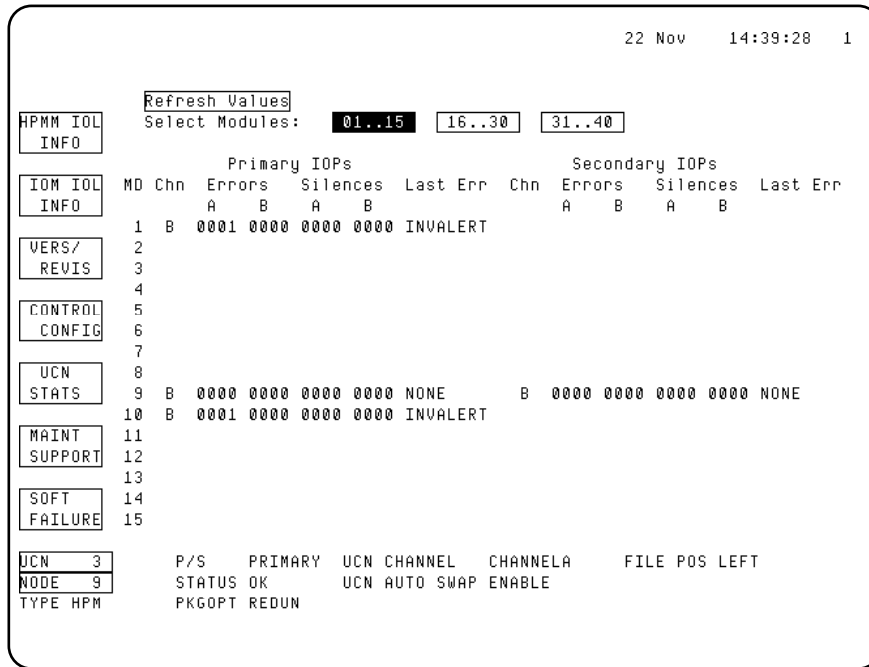 22 Nov 14:39:28 1
Refresh Values
HPMM IOL Select Modules: 01..15 16..30 31..40
INFO
Primary IOPs Secondary IOPs
IOM IOL MD Chn Errors Silences Last Err Chn Errors Silences Last Err
INFO A B A B A B A B
1 B 0001 0000 0000 0000 INVALERT
VERS/ 2
REVIS 3
4
CONTROL 5
CONFIG 6
7
UCN 8
STATS 9 B 0000 0000 0000 0000 NONE B 0000 0000 0000 0000 NONE
10 B 0001 0000 0000 0000 INVALERT
MAINT 11
SUPPORT 12
13
SOFT 14
FAILURE 15
UCN 3 P/S PRIMARY UCN CHANNEL CHANNELA FILE POS LEFT
NODE 9 STATUS OK UCN AUTO SWAP ENABLE
TYPE HPM PKGOPT REDUN